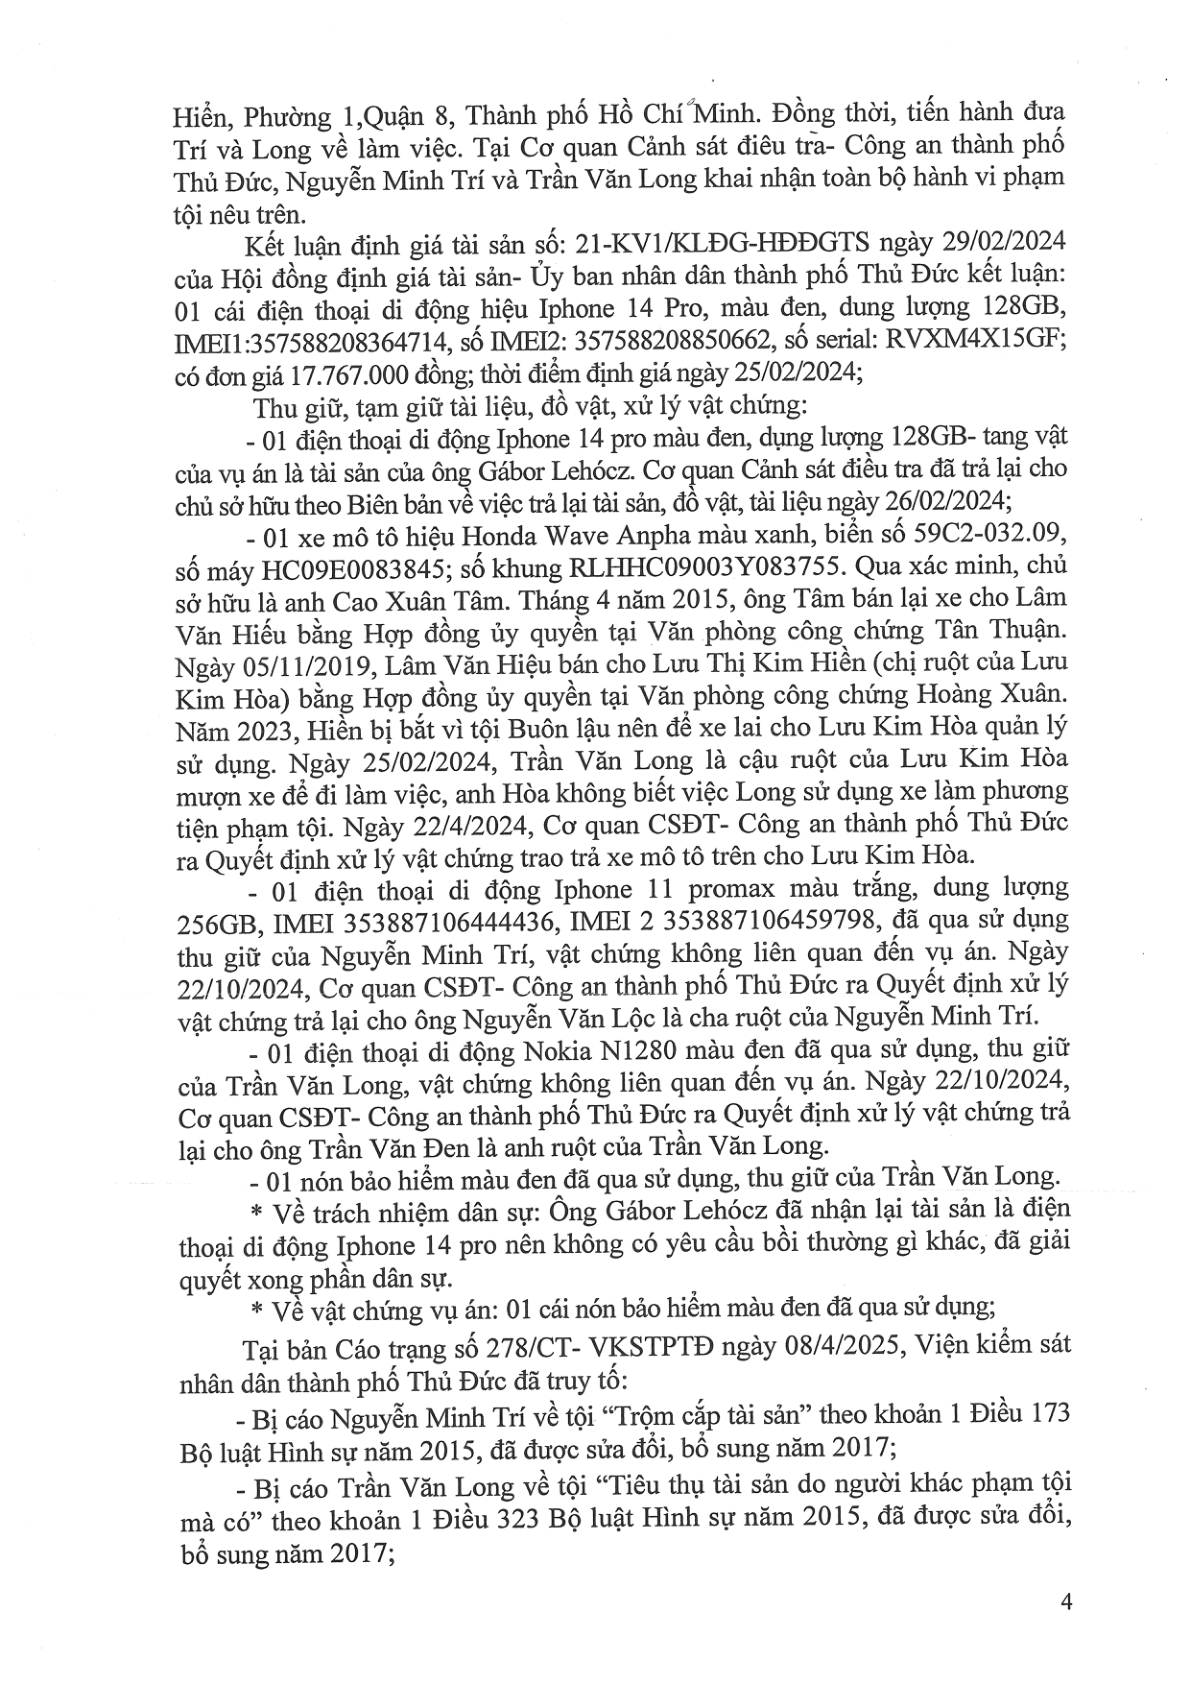 Hiển, Phường 1,Quận 8, Thành phố Hồ Chí Minh. Đồng thời, tiến hành đưa
Trí và Long về làm việc. Tại Cơ quan Cảnh sát điêu tra- Công an thành phố
Thủ Đức, Nguyễn Minh Trí và Trần Văn Long khai nhận toàn bộ hành vi phạm
tội nêu trên.
Kết luận định giá tài sản số: 21-KV1/KLĐG-HĐĐGTS ngày 29/02/2024
của Hội đồng định giá tài sản- Ủy ban nhân dân thành phố Thủ Đức kết luận:
01 cái điện thoại di động hiệu Iphone 14 Pro, màu đen, dung lượng 128GB,
IMEI1:357588208364714, số IMEI2: 357588208850662, số serial: RVXM4X15GF;
có đơn giá 17.767.000 đồng; thời điểm định giá ngày 25/02/2024;
Thu giữ, tạm giữ tài liệu, đồ vật, xử lý vật chứng:
- 01 điện thoại di động Iphone 14 pro màu đen, dụng lượng 128GB- tang vật
của vụ án là tài sản của ông Gábor Lehócz. Cơ quan Cảnh sát điều tra đã trả lại cho
chủ sở hữu theo Biên bản về việc trả lại tài sản, đồ vật, tài liệu ngày 26/02/2024;
- 01 xe mô tô hiệu Honda Wave Anpha màu xanh, biển số 59C2-032.09,
số máy HC09E0083845; số khung RLHHC09003Y083755. Qua xác minh, chủ
sở hữu là anh Cao Xuân Tâm. Tháng 4 năm 2015, ông Tâm bán lại xe cho Lâm
Văn Hiếu bằng Hợp đồng ủy quyền tại Văn phòng công chứng Tân Thuận.
Ngày 05/11/2019, Lâm Văn Hiệu bán cho Lưu Thị Kim Hiền (chị ruột của Lưu
Kim Hòa) bằng Hợp đồng ủy quyền tại Văn phòng công chứng Hoàng Xuân.
Năm 2023, Hiền bị bắt vì tội Buôn lậu nên để xe lai cho Lưu Kim Hòa quản lý
sử dụng. Ngày 25/02/2024, Trần Văn Long là cậu ruột của Lưu Kim Hòa
mượn xe để đi làm việc, anh Hòa không biết việc Long sử dụng xe làm phương
tiện phạm tội. Ngày 22/4/2024, Cơ quan CSĐT- Công an thành phố Thủ Đức
ra Quyết định xử lý vật chứng trao trả xe mô tô trên cho Lưu Kim Hòa.
- 01 điện thoại di động Iphone 11 promax màu trắng, dung lượng
256GB, IMEI 353887106444436, IMEI 2 353887106459798, đã qua sử dụng
thu giữ của Nguyễn Minh Trí, vật chứng không liên quan đến vụ án. Ngày
22/10/2024, Cơ quan CSĐT- Công an thành phố Thủ Đức ra Quyết định xử lý
vật chứng trả lại cho ông Nguyễn Văn Lộc là cha ruột của Nguyễn Minh Trí.
- 01 điện thoại di động Nokia N1280 màu đen đã qua sử dụng, thu giữ
của Trần Văn Long, vật chứng không liên quan đến vụ án. Ngày 22/10/2024,
Cơ quan CSĐT- Công an thành phố Thủ Đức ra Quyết định xử lý vật chứng trả
lại cho ông Trần Văn Đen là anh ruột của Trần Văn Long.
- 01 nón bảo hiểm màu đen đã qua sử dụng, thu giữ của Trần Văn Long.
* Về trách nhiệm dân sự: Ông Gábor Lehócz đã nhận lại tài sản là điện
thoại di động Iphone 14 pro nên không có yêu cầu bồi thường gì khác, đã giải
quyết xong phần dân sự.
* Về vật chứng vụ án: 01 cái nón bảo hiểm màu đen đã qua sử dụng;
Tại bản Cáo trạng số 278/CT- VKSTPTĐ ngày 08/4/2025, Viện kiểm sát
nhân dân thành phố Thủ Đức đã truy tố:
- Bị cáo Nguyễn Minh Trí về tội “Trộm cắp tài sản” theo khoản 1 Điều 173
Bộ luật Hình sự năm 2015, đã được sửa đổi, bổ sung năm 2017;
- Bị cáo Trần Văn Long về tội “Tiêu thụ tài sản do người khác phạm tội
mà có” theo khoản 1 Điều 323 Bộ luật Hình sự năm 2015, đã được sửa đổi,
bổ sung năm 2017;
4